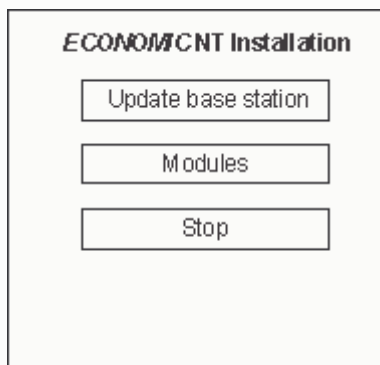 ECONOMICNT Installation
Update base station
Modules
Stop